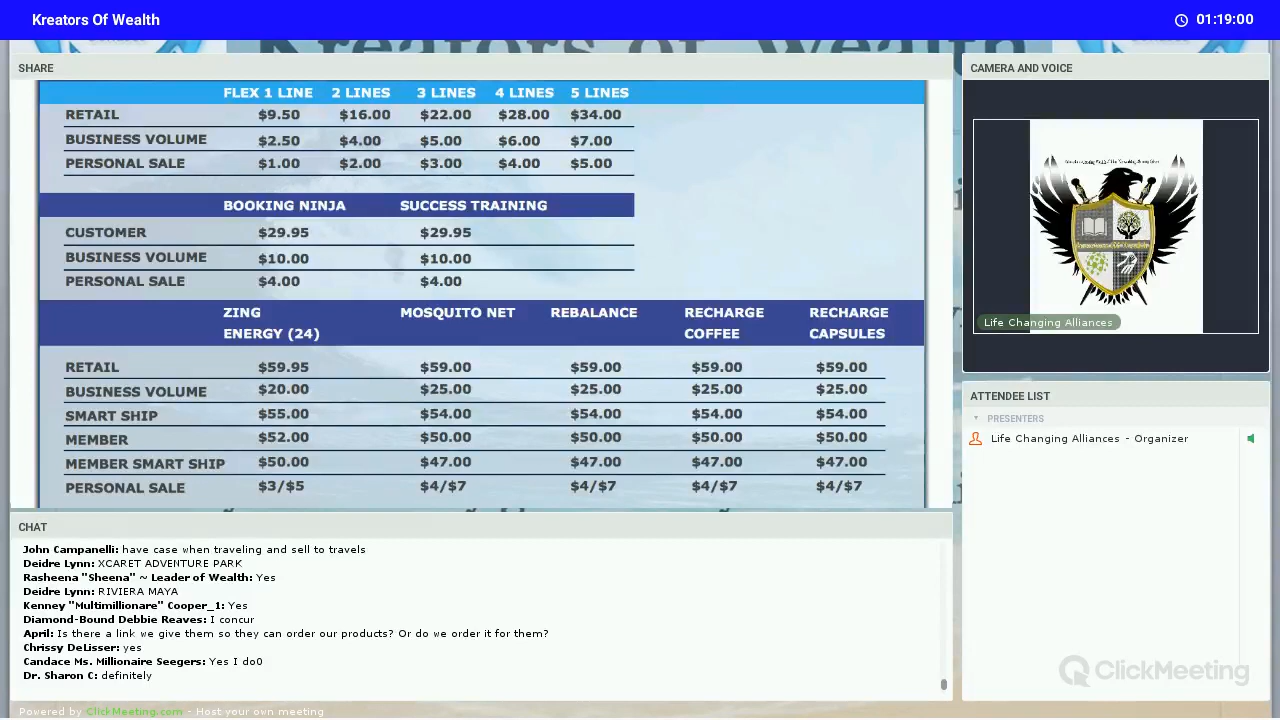 Kreators Of Wealth
01:19:00
Kreators of Wealth
SHARE
FLEX 1 LINE 2 LINES 3 LINES 4 LINES 5 LINES
RETAIL $9.50 $16.00 $22.00 $28.00 $34.00
BUSINESS VOLUME $2.50 $4.00 $5.00 $6.00 $7.00
PERSONAL SALE $1.00 $2.00 $3.00 $4.00 $5.00
BOOKING NINJA SUCCESS TRAINING
CUSTOMER $29.95 $29.95
BUSINESS VOLUME $10.00 $10.00
PERSONAL SALE $4.00 $4.00
ZING MOSQUITO NET REBALANCE RECHARGE RECHARGE
ENERGY (24) COFFEE CAPSULES
RETAIL $59.95 $59.00 $59.00 $59.00 $59.00
BUSINESS VOLUME $20.00 $25.00 $25.00 $25.00 $25.00
SMART SHIP $55.00 $54.00 $54.00 $54.00 $54.00
MEMBER $52.00 $50.00 $50.00 $50.00 $50.00
MEMBER SMART SHIP $50.00 $47.00 $47.00 $47.00 $47.00
PERSONAL SALE $3/$5 $4/$7 $4/$7 $4/$7 $4/$7
CAMERA AND VOICE
Life Changing Alliances
ATTENDEE LIST
PRESENTERS
Life Changing Alliances - Organizer
CHAT
John Campanelli: have case when traveling and sell to travels
Deidre Lynn: XCARET ADVENTURE PARK
Rasheena "Sheena" ~ Leader of Wealth: Yes
Deidre Lynn: RIVIERA MAYA
Kenney "Multimillionare" Cooper_1: Yes
Diamond-Bound Debbie Reaves: I concur
April: Is there a link we give them so they can order our products? Or do we order it for them?
Chrissy DeLisser: yes
Candace Ms. Millionaire Seegers: Yes I do0
Dr. Sharon C: definitely
ClickMeeting
Powered by ClickMeeting.com - Host your own meeting